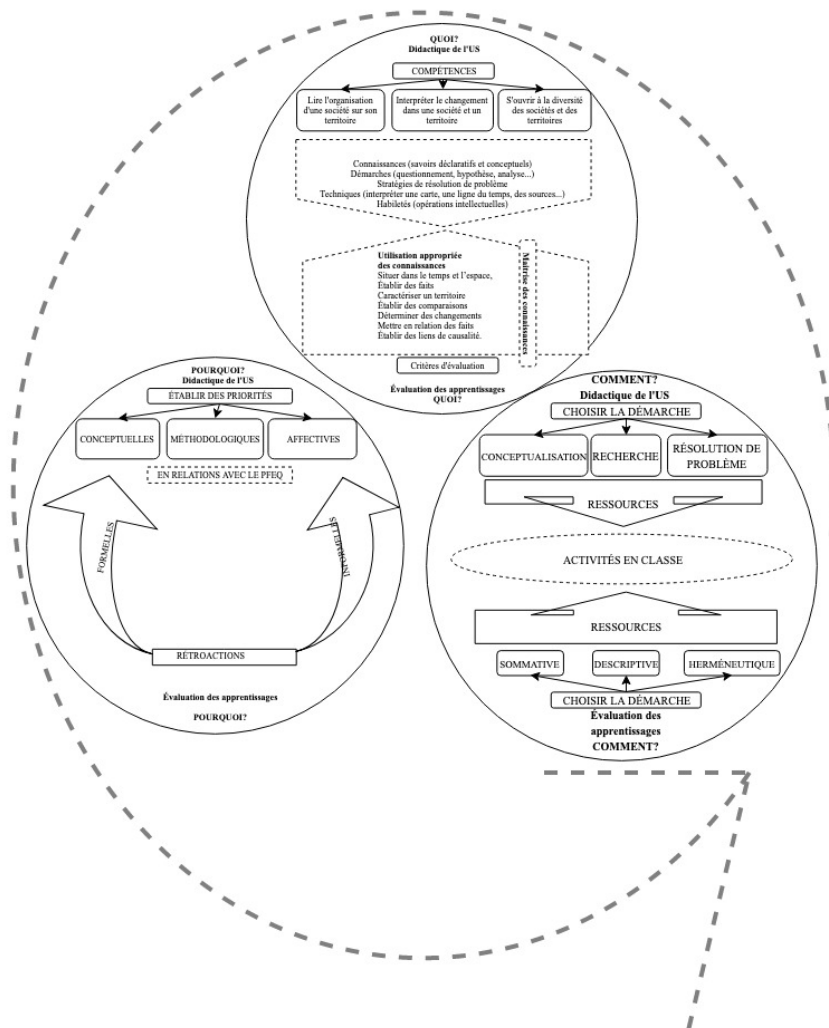 QUOI?
Didactique de l'US
COMPÉTENCES
Lire l'organisation
d'une société sur son
territoire
Interpréter le changement
dans une société et un
territoire
S'ouvrir à la diversité
des sociétés et des
territoires
Connaissances (savoirs déclaratifs et conceptuels)
Démarches (questionnement, hypothèse, analyse...)
Stratégies de résolution de problème
Techniques (interpréter une carte, une ligne du temps, des sources...)
Habiletés (opérations intellectuelles)
Utilisation appropriée
des connaissances
Situer dans le temps et l'espace,
Établir des faits
Caractériser un territoire
Établir des comparaisons
Déterminer des changements
Mettre en relation des faits
Établir des liens de causalité.
Maîtrise des connaissances
Critères d'évaluation
Évaluation des apprentissages
QUOI?
POURQUOI?
Didactique de l'US
ÉTABLIR DES PRIORITÉS
CONCEPTUELLES
MÉTHODOLOGIQUES
AFFECTIVES
EN RELATIONS AVEC LE PFEQ
FORMELLES
INFORMELLES
RÉTROACTIONS
Évaluation des apprentissages
POURQUOI?
COMMENT?
Didactique de l'US
CHOISIR LA DÉMARCHE
CONCEPTUALISATION
RECHERCHE
RÉSOLUTION DE
PROBLÈME
RESSOURCES
ACTIVITÉS EN CLASSE
RESSOURCES
SOMMATIVE
DESCRIPTIVE
HERMÉNEUTIQUE
CHOISIR LA DÉMARCHE
Évaluation des
apprentissages
COMMENT?